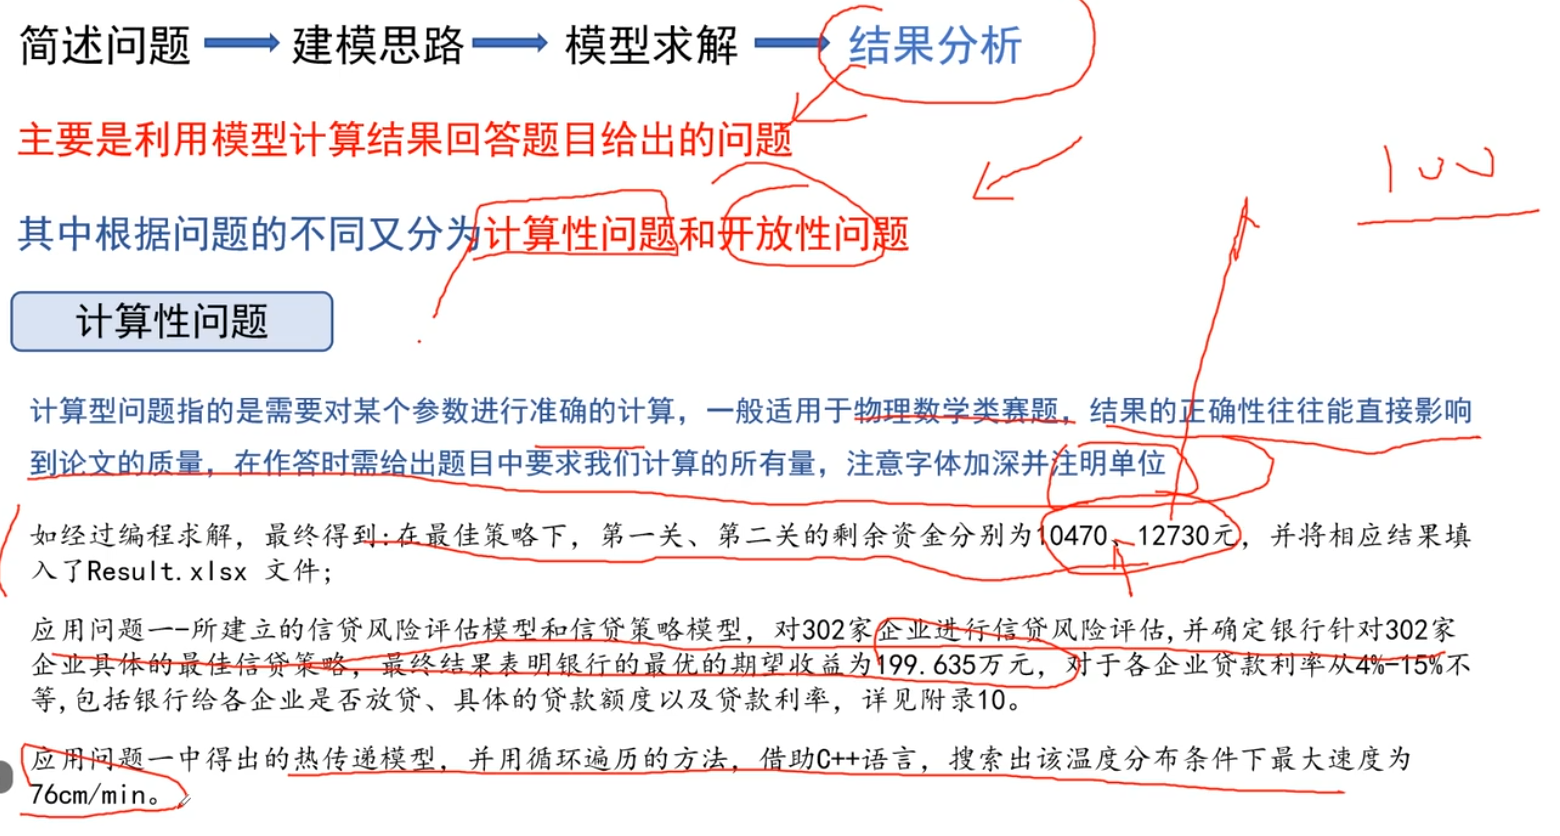 简述问题 建模思路 模型求解 结果分析
主要是利用模型计算结果回答题目给出的问题
100
其中根据问题的不同又分为计算性问题和开放性问题
计算性问题
计算型问题指的是需要对某个参数进行准确的计算，一般适用于物理数学类赛题，结果的正确性往往能直接影响
到论文的质量，在作答时需给出题目中要求我们计算的所有量，注意字体加深并注明单位
如经过编程求解，最终得到:在最佳策略下，第一关、第二关的剩余资金分别为10470、12730元，并将相应结果填
入了Result.xlsx 文件；
应用问题一-所建立的信贷风险评估模型和信贷策略模型，对302家企业进行信贷风险评估,并确定银行针对302家
企业具体的最佳信贷策略，最终结果表明银行的最优的期望收益为199.635万元，对于各企业贷款利率从4%-15%不
等,包括银行给各企业是否放贷、具体的贷款额度以及贷款利率，详见附录10。
应用问题一中得出的热传递模型，并用循环遍历的方法，借助C++语言，搜索出该温度分布条件下最大速度为
76cm/min。